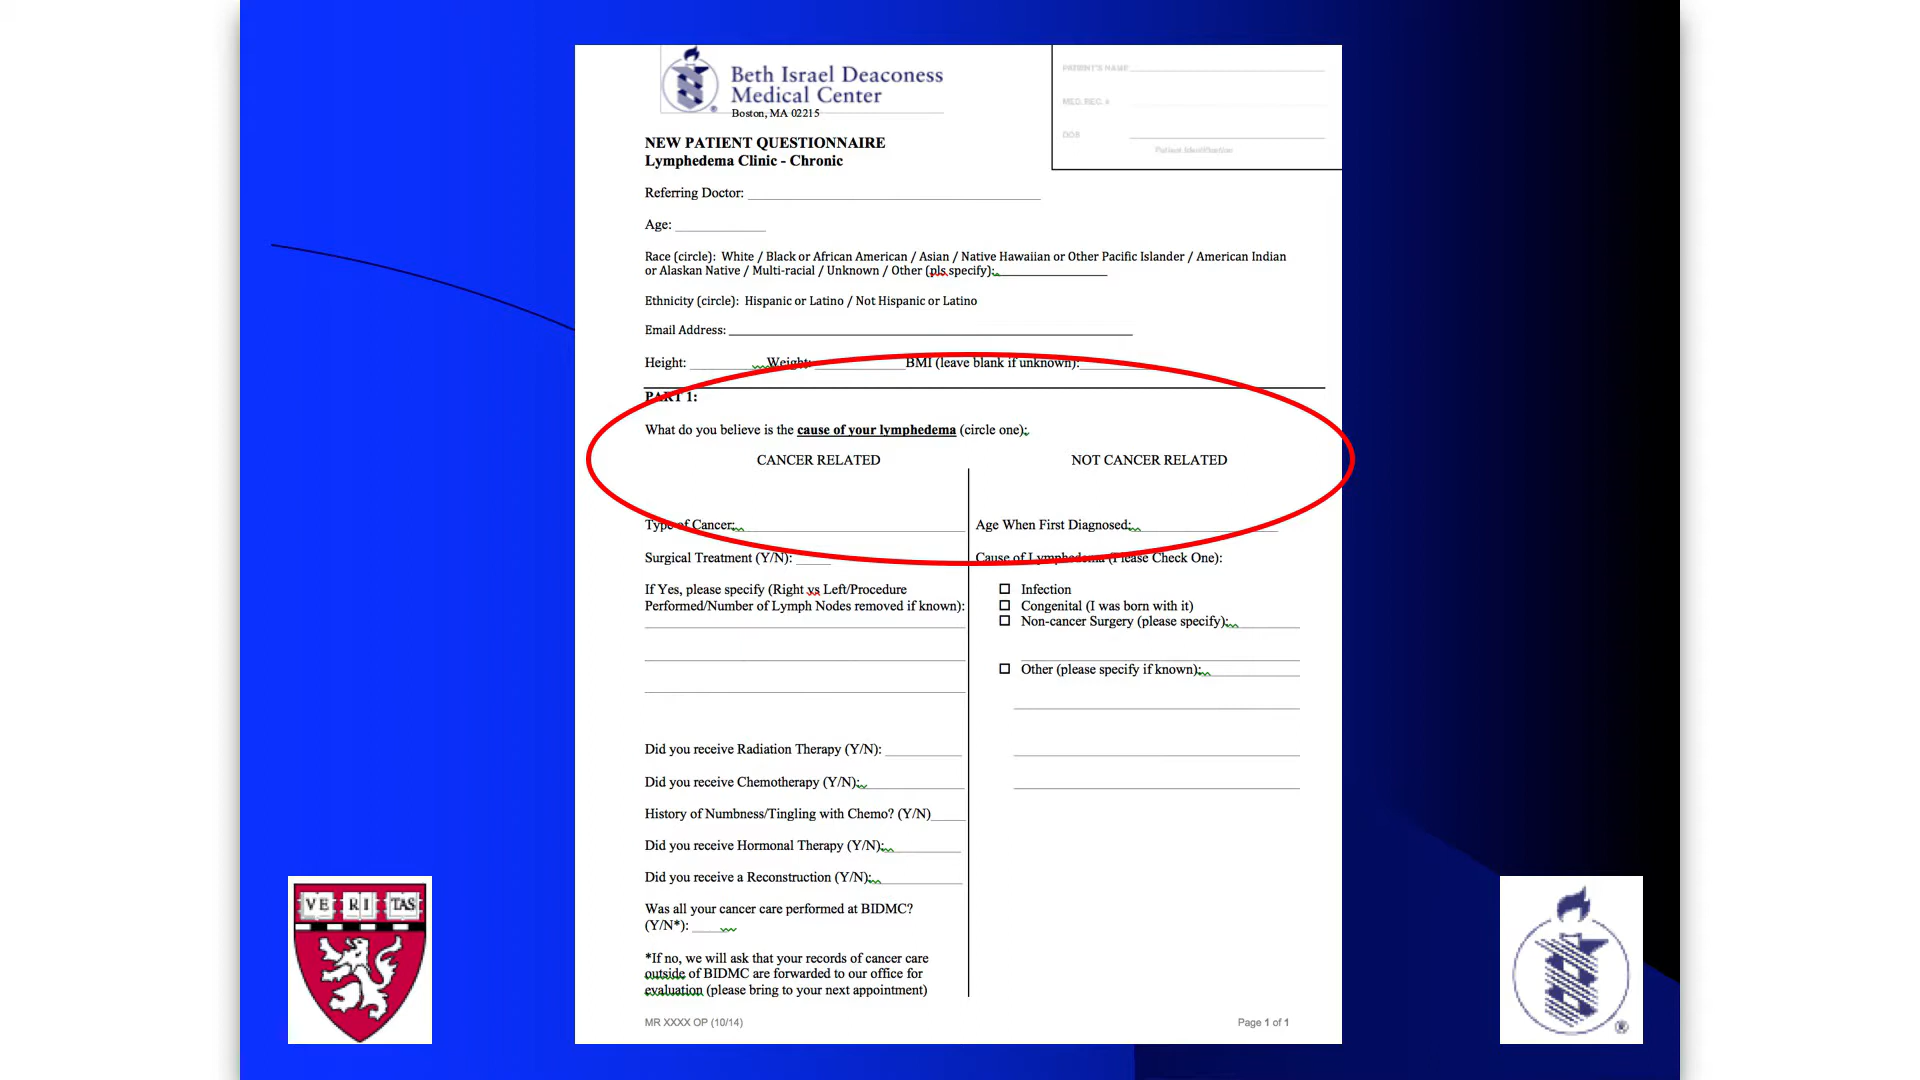 Beth Israel Deaconess
Medical Center
Boston, MA 02215
PATIENT'S NAME
MED. REC. #
DOB
Patient Identification
NEW PATIENT QUESTIONNAIRE
Lymphedema Clinic - Chronic
Referring Doctor:
Age:
Race (circle): White / Black or African American / Asian / Native Hawaiian or Other Pacific Islander / American Indian
or Alaskan Native / Multi-racial / Unknown / Other (pls specify):
Ethnicity (circle): Hispanic or Latino / Not Hispanic or Latino
Email Address:
Height: Weight: BMI (leave blank if unknown):
PART 1:
What do you believe is the cause of your lymphedema (circle one):
CANCER RELATED
Type of Cancer:
Surgical Treatment (Y/N):
If Yes, please specify (Right vs Left/Procedure
Performed/Number of Lymph Nodes removed if known):
Did you receive Radiation Therapy (Y/N):
Did you receive Chemotherapy (Y/N):
History of Numbness/Tingling with Chemo? (Y/N)
Did you receive Hormonal Therapy (Y/N):
Did you receive a Reconstruction (Y/N):
Was all your cancer care performed at BIDMC?
(Y/N*):
*If no, we will ask that your records of cancer care
outside of BIDMC are forwarded to our office for
evaluation (please bring to your next appointment)
NOT CANCER RELATED
Age When First Diagnosed:
Cause of Lymphedema (Please Check One):
Infection
Congenital (I was born with it)
Non-cancer Surgery (please specify):
Other (please specify if known):
MR XXXX OP (10/14)
Page 1 of 1
VE RI TAS
®